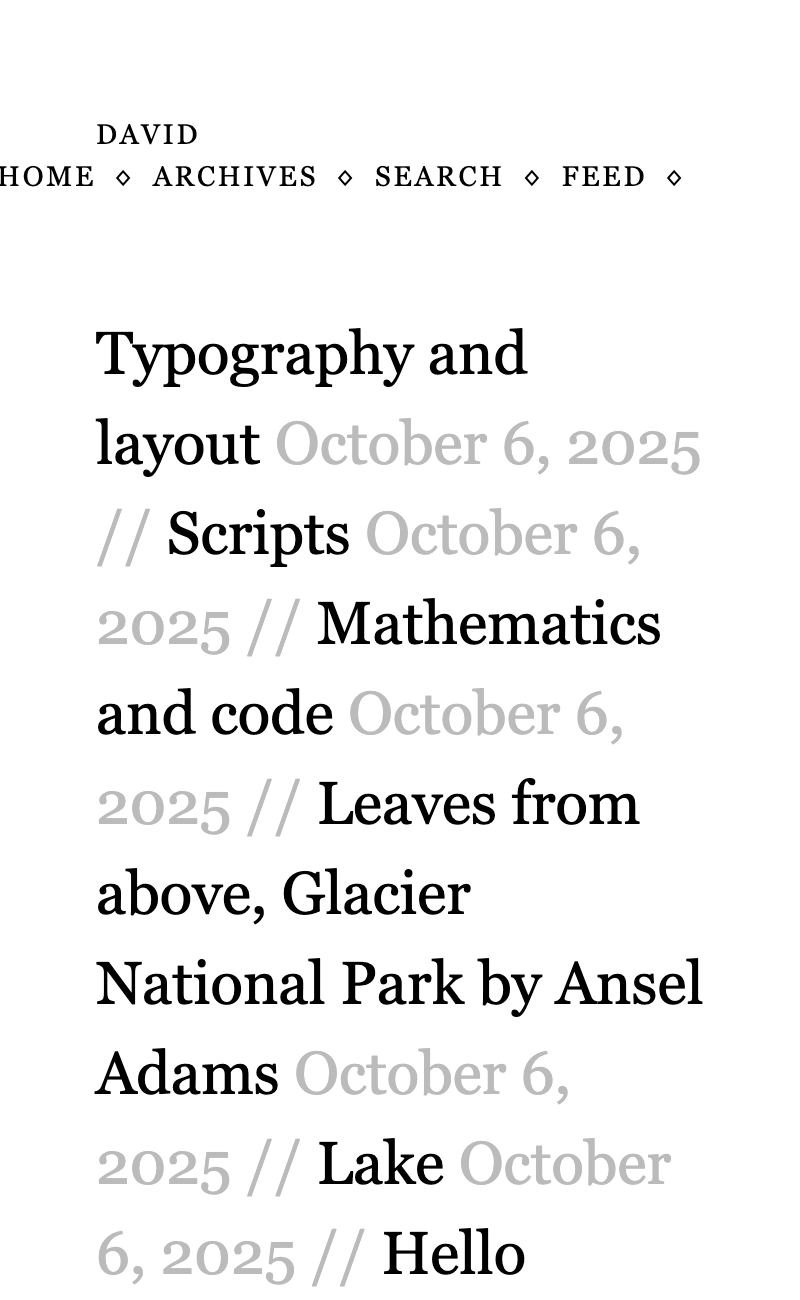 DAVID
HOME ⋄ ARCHIVES ⋄ SEARCH ⋄ FEED ⋄
Typography and
layout October 6, 2025
// Scripts October 6,
2025 // Mathematics
and code October 6,
2025 // Leaves from
above, Glacier
National Park by Ansel
Adams October 6,
2025 // Lake October
6, 2025 // Hello